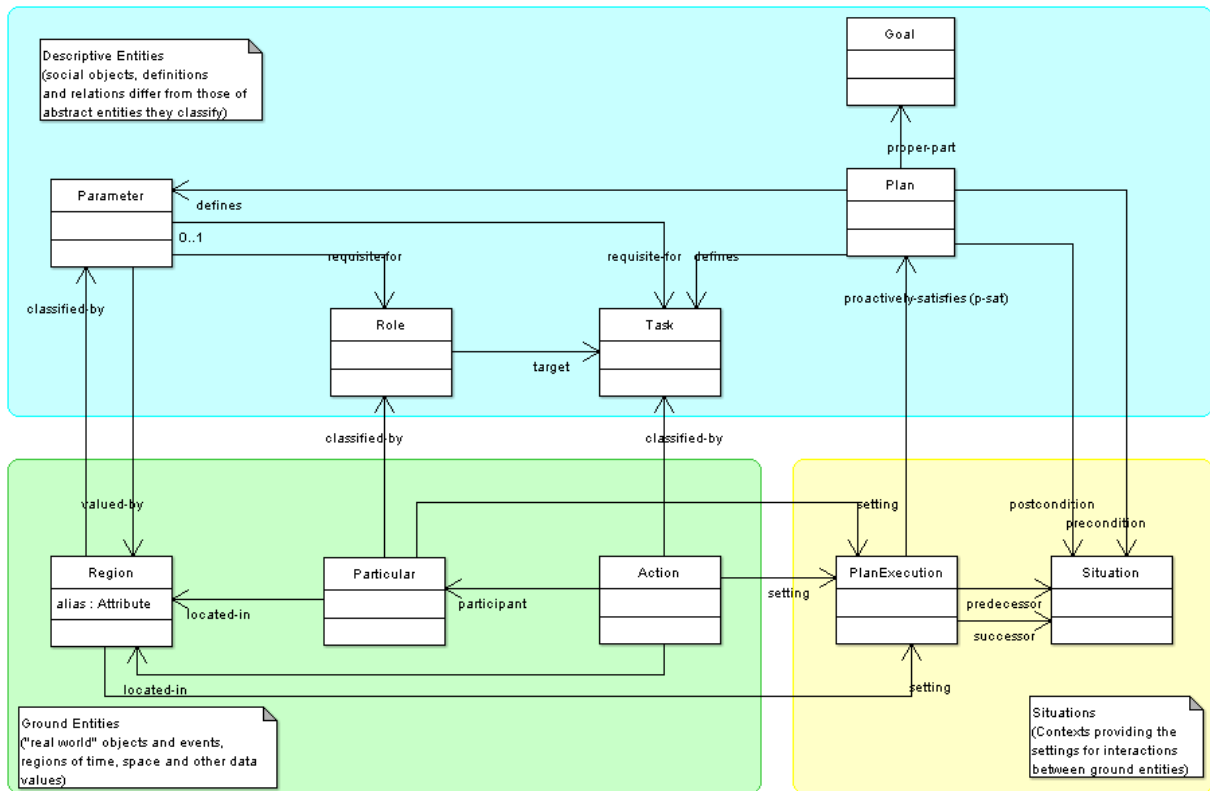 Goal
Descriptive Entities
(social objects, definitions
and relations differ from those of
abstract entities they classify)
proper-part
Parameter
Plan
defines
0..1
requisite-for
requisite-for
defines
classified-by
proactively-satisfies (p-sat)
Role
Task
target
classified-by
classified-by
valued-by
setting
postcondition
precondition
Region
alias : Attribute
Particular
Action
PlanExecution
Situation
located-in
participant
setting
predecessor
successor
located-in
setting
Ground Entities
("real world" objects and events,
regions of time, space and other data
values)
Situations
(Contexts providing the
settings for interactions
between ground entities)